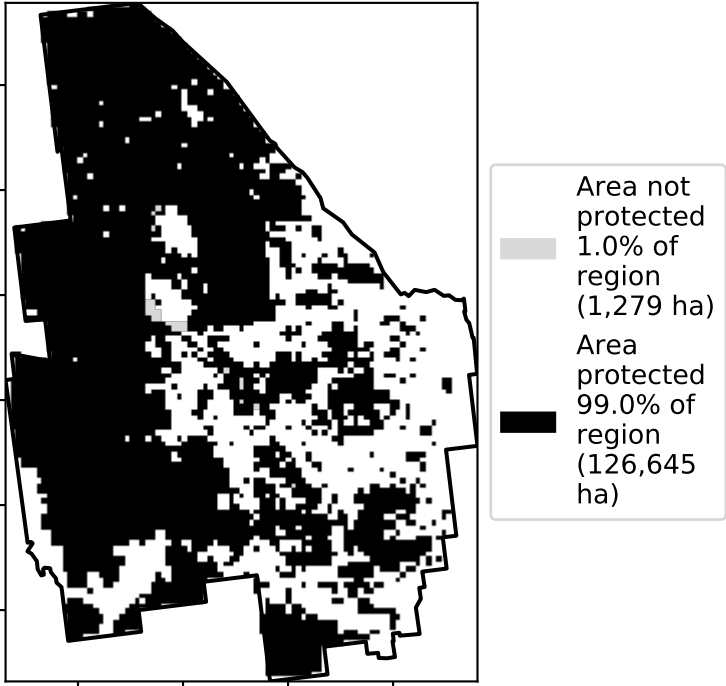 Area not
protected
1.0% of
region
(1,279 ha)
Area
protected
99.0% of
region
(126,645
ha)